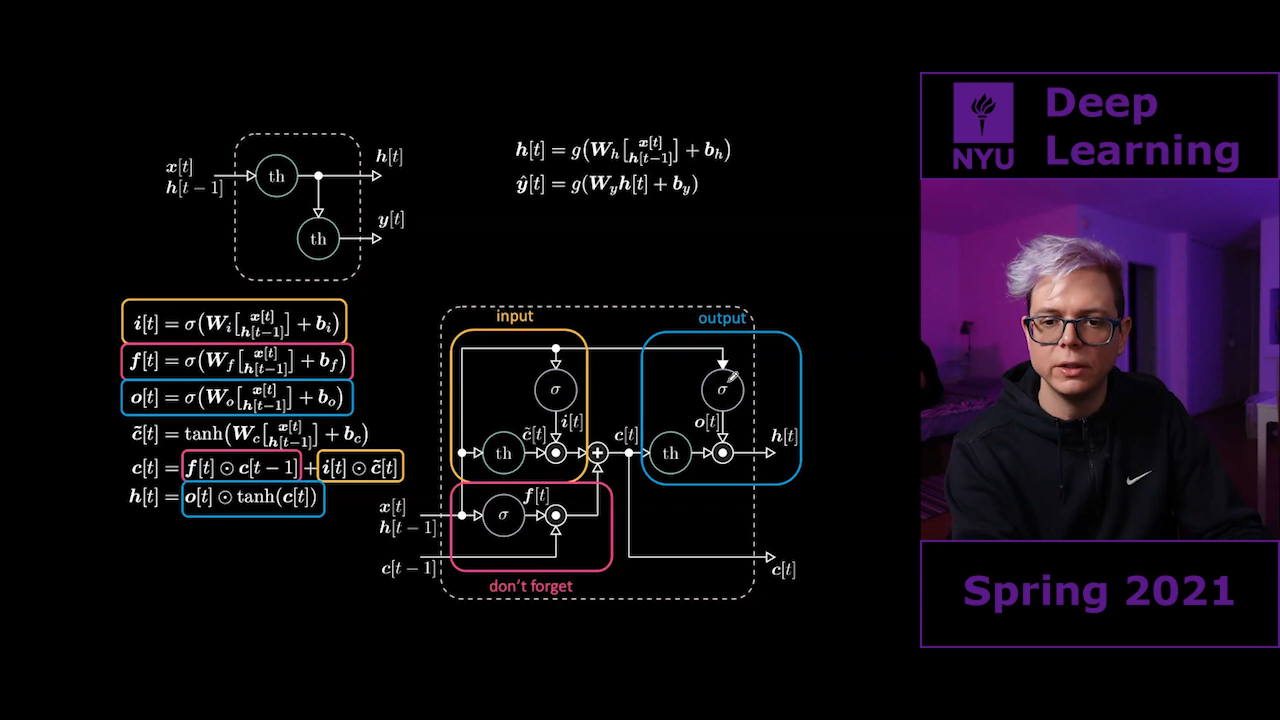 x[t]
h[t − 1]
th
h[t]
th
y[t]
h[t] = g(W_h[x[t] h[t−1]] + b_h)
ŷ[t] = g(W_y h[t] + b_y)
i[t] = σ(W_i[x[t] h[t−1]] + b_i)
f[t] = σ(W_f[x[t] h[t−1]] + b_f)
o[t] = σ(W_o[x[t] h[t−1]] + b_o)
c̃[t] = tanh(W_c[x[t] h[t−1]] + b_c)
c[t] = f[t] ⊙ c[t − 1] + i[t] ⊙ c̃[t]
h[t] = o[t] ⊙ tanh(c[t])
input
output
σ
σ
i[t]
o[t]
c̃[t]
c[t]
h[t]
th
+
th
f[t]
x[t]
h[t − 1]
σ
c[t − 1]
c[t]
don't forget
NYU
Deep
Learning
Spring 2021